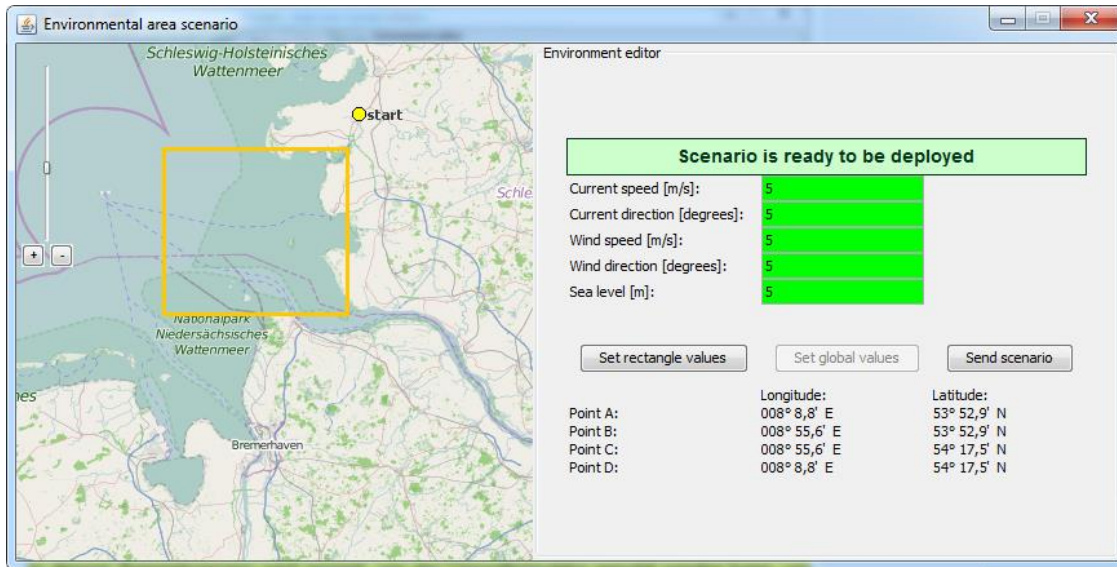 Environmental area scenario
Schleswig-Holsteinisches
Wattenmeer
start
Schle
+ -
Nationalpark
Niedersächsisches
Wattenmeer
nes
Bremerhaven
Environment editor
Scenario is ready to be deployed
Current speed [m/s]: 5
Current direction [degrees]: 5
Wind speed [m/s]: 5
Wind direction [degrees]: 5
Sea level [m]: 5
Set rectangle values Set global values Send scenario
Longitude: Latitude:
Point A: 008° 8,8' E 53° 52,9' N
Point B: 008° 55,6' E 53° 52,9' N
Point C: 008° 55,6' E 54° 17,5' N
Point D: 008° 8,8' E 54° 17,5' N